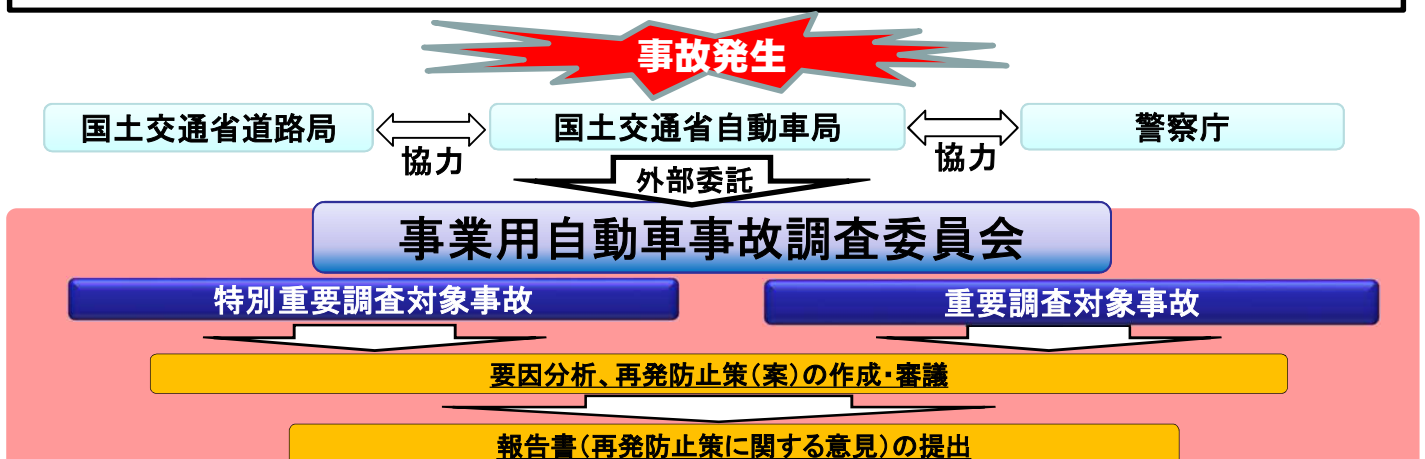 事故発生
国土交通省道路局
国土交通省自動車局
警察庁
協力
協力
外部委託
事業用自動車事故調査委員会
特別重要調査対象事故
重要調査対象事故
要因分析、再発防止策(案)の作成・審議
報告書(再発防止策に関する意見)の提出